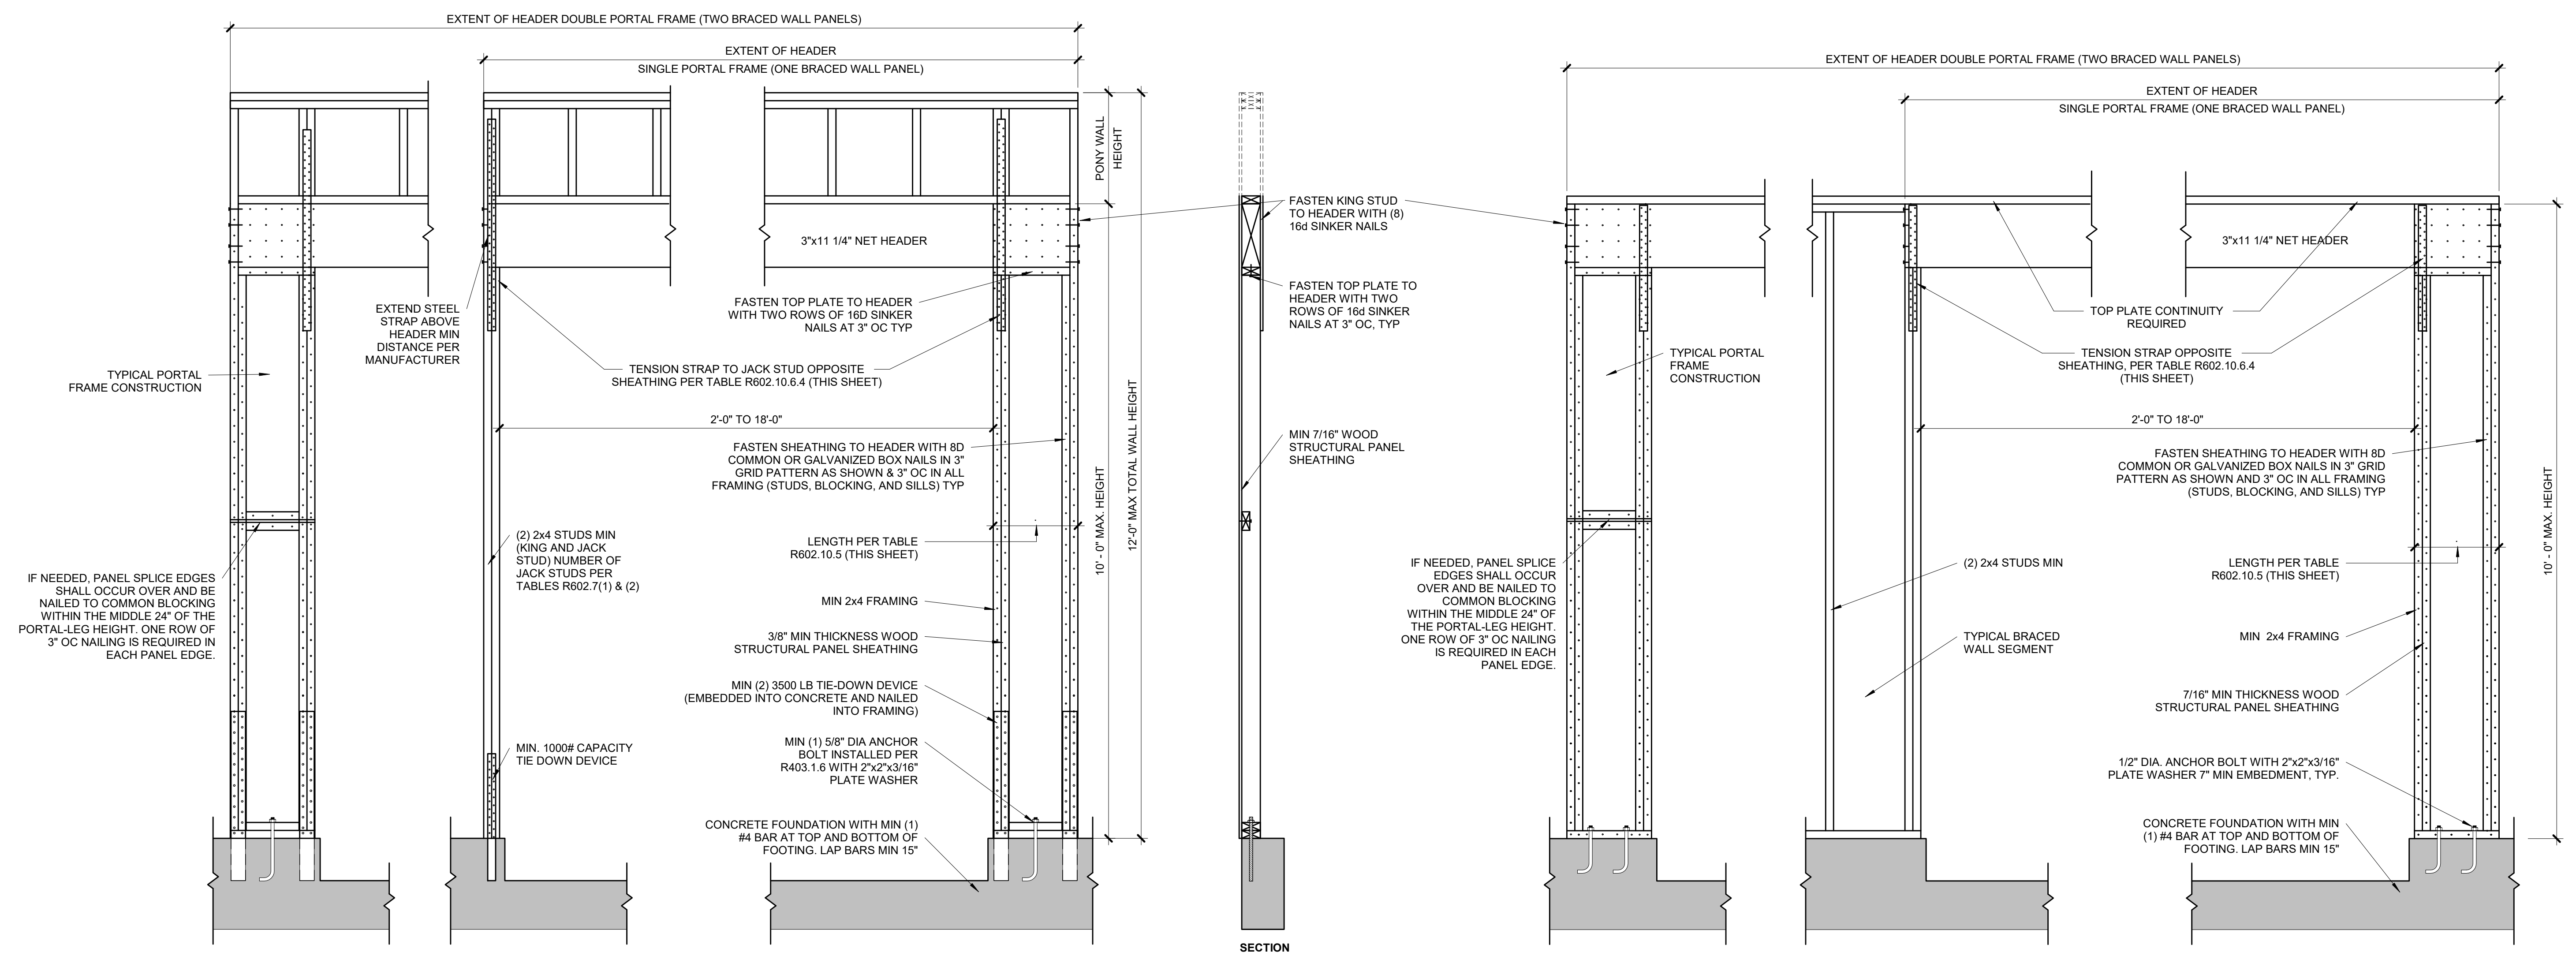 EXTENT OF HEADER DOUBLE PORTAL FRAME (TWO BRACED WALL PANELS)
EXTENT OF HEADER
SINGLE PORTAL FRAME (ONE BRACED WALL PANEL)
PONY WALL
HEIGHT
3"x11 1/4" NET HEADER
EXTEND STEEL
STRAP ABOVE
HEADER MIN
DISTANCE PER
MANUFACTURER
FASTEN TOP PLATE TO HEADER
WITH TWO ROWS OF 16D SINKER
NAILS AT 3" OC TYP
TYPICAL PORTAL
FRAME CONSTRUCTION
TENSION STRAP TO JACK STUD OPPOSITE
SHEATHING PER TABLE R602.10.6.4 (THIS SHEET)
2'-0" TO 18'-0"
FASTEN SHEATHING TO HEADER WITH 8D
COMMON OR GALVANIZED BOX NAILS IN 3"
GRID PATTERN AS SHOWN & 3" OC IN ALL
FRAMING (STUDS, BLOCKING, AND SILLS) TYP
10' - 0" MAX. HEIGHT
12'-0" MAX TOTAL WALL HEIGHT
(2) 2x4 STUDS MIN
(KING AND JACK
STUD) NUMBER OF
JACK STUDS PER
TABLES R602.7(1) & (2)
LENGTH PER TABLE
R602.10.5 (THIS SHEET)
IF NEEDED, PANEL SPLICE EDGES
SHALL OCCUR OVER AND BE
NAILED TO COMMON BLOCKING
WITHIN THE MIDDLE 24" OF THE
PORTAL-LEG HEIGHT. ONE ROW OF
3" OC NAILING IS REQUIRED IN
EACH PANEL EDGE.
MIN 2x4 FRAMING
3/8" MIN THICKNESS WOOD
STRUCTURAL PANEL SHEATHING
MIN (2) 3500 LB TIE-DOWN DEVICE
(EMBEDDED INTO CONCRETE AND NAILED
INTO FRAMING)
MIN. 1000# CAPACITY
TIE DOWN DEVICE
MIN (1) 5/8" DIA ANCHOR
BOLT INSTALLED PER
R403.1.6 WITH 2"x2"x3/16"
PLATE WASHER
CONCRETE FOUNDATION WITH MIN (1)
#4 BAR AT TOP AND BOTTOM OF
FOOTING. LAP BARS MIN 15"
FASTEN KING STUD
TO HEADER WITH (8)
16d SINKER NAILS
FASTEN TOP PLATE TO
HEADER WITH TWO
ROWS OF 16d SINKER
NAILS AT 3" OC, TYP
MIN 7/16" WOOD
STRUCTURAL PANEL
SHEATHING
SECTION
EXTENT OF HEADER DOUBLE PORTAL FRAME (TWO BRACED WALL PANELS)
EXTENT OF HEADER
SINGLE PORTAL FRAME (ONE BRACED WALL PANEL)
3"x11 1/4" NET HEADER
TOP PLATE CONTINUITY
REQUIRED
TYPICAL PORTAL
FRAME
CONSTRUCTION
TENSION STRAP OPPOSITE
SHEATHING, PER TABLE R602.10.6.4
(THIS SHEET)
2'-0" TO 18'-0"
FASTEN SHEATHING TO HEADER WITH 8D
COMMON OR GALVANIZED BOX NAILS IN 3" GRID
PATTERN AS SHOWN AND 3" OC IN ALL FRAMING
(STUDS, BLOCKING, AND SILLS) TYP
10' - 0" MAX. HEIGHT
IF NEEDED, PANEL SPLICE
EDGES SHALL OCCUR
OVER AND BE NAILED TO
COMMON BLOCKING
WITHIN THE MIDDLE 24" OF
THE PORTAL-LEG HEIGHT.
ONE ROW OF 3" OC NAILING
IS REQUIRED IN EACH
PANEL EDGE.
(2) 2x4 STUDS MIN
LENGTH PER TABLE
R602.10.5 (THIS SHEET)
TYPICAL BRACED
WALL SEGMENT
MIN 2x4 FRAMING
7/16" MIN THICKNESS WOOD
STRUCTURAL PANEL SHEATHING
1/2" DIA. ANCHOR BOLT WITH 2"x2"x3/16"
PLATE WASHER 7" MIN EMBEDMENT, TYP.
CONCRETE FOUNDATION WITH MIN
(1) #4 BAR AT TOP AND BOTTOM OF
FOOTING. LAP BARS MIN 15"